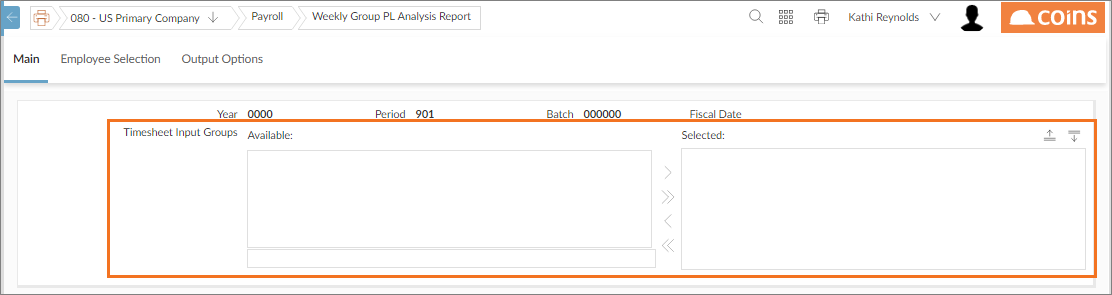 080 - US Primary Company
Payroll
Weekly Group PL Analysis Report
Kathi Reynolds
COINS
Main
Employee Selection
Output Options
Year 0000
Period 901
Batch 000000
Fiscal Date
Timesheet Input Groups
Available:
Selected: